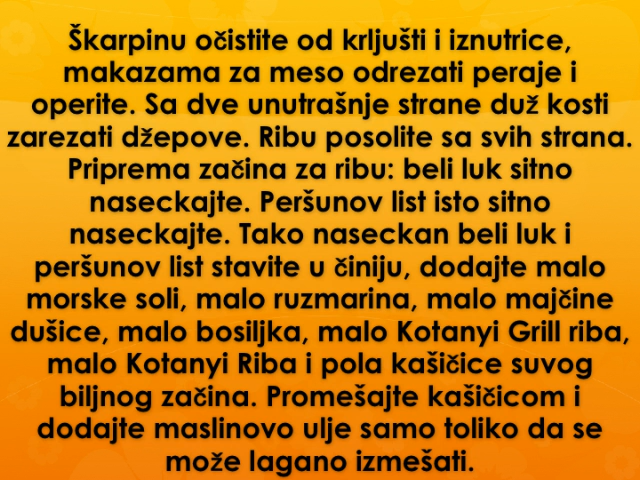 Škarpinu očistite od krljušti i iznutrice,
makazama za meso odrezati peraje i
operite. Sa dve unutrašnje strane duž kosti
zarezati džepove. Ribu posolite sa svih strana.
Priprema začina za ribu: beli luk sitno
naseckajte. Peršunov list isto sitno
naseckajte. Tako naseckan beli luk i
peršunov list stavite u činiju, dodajte malo
morske soli, malo ruzmarina, malo majčine
dušice, malo bosiljka, malo Kotanyi Grill riba,
malo Kotanyi Riba i pola kašičice suvog
biljnog začina. Promešajte kašičicom i
dodajte maslinovo ulje samo toliko da se
može lagano izmešati.